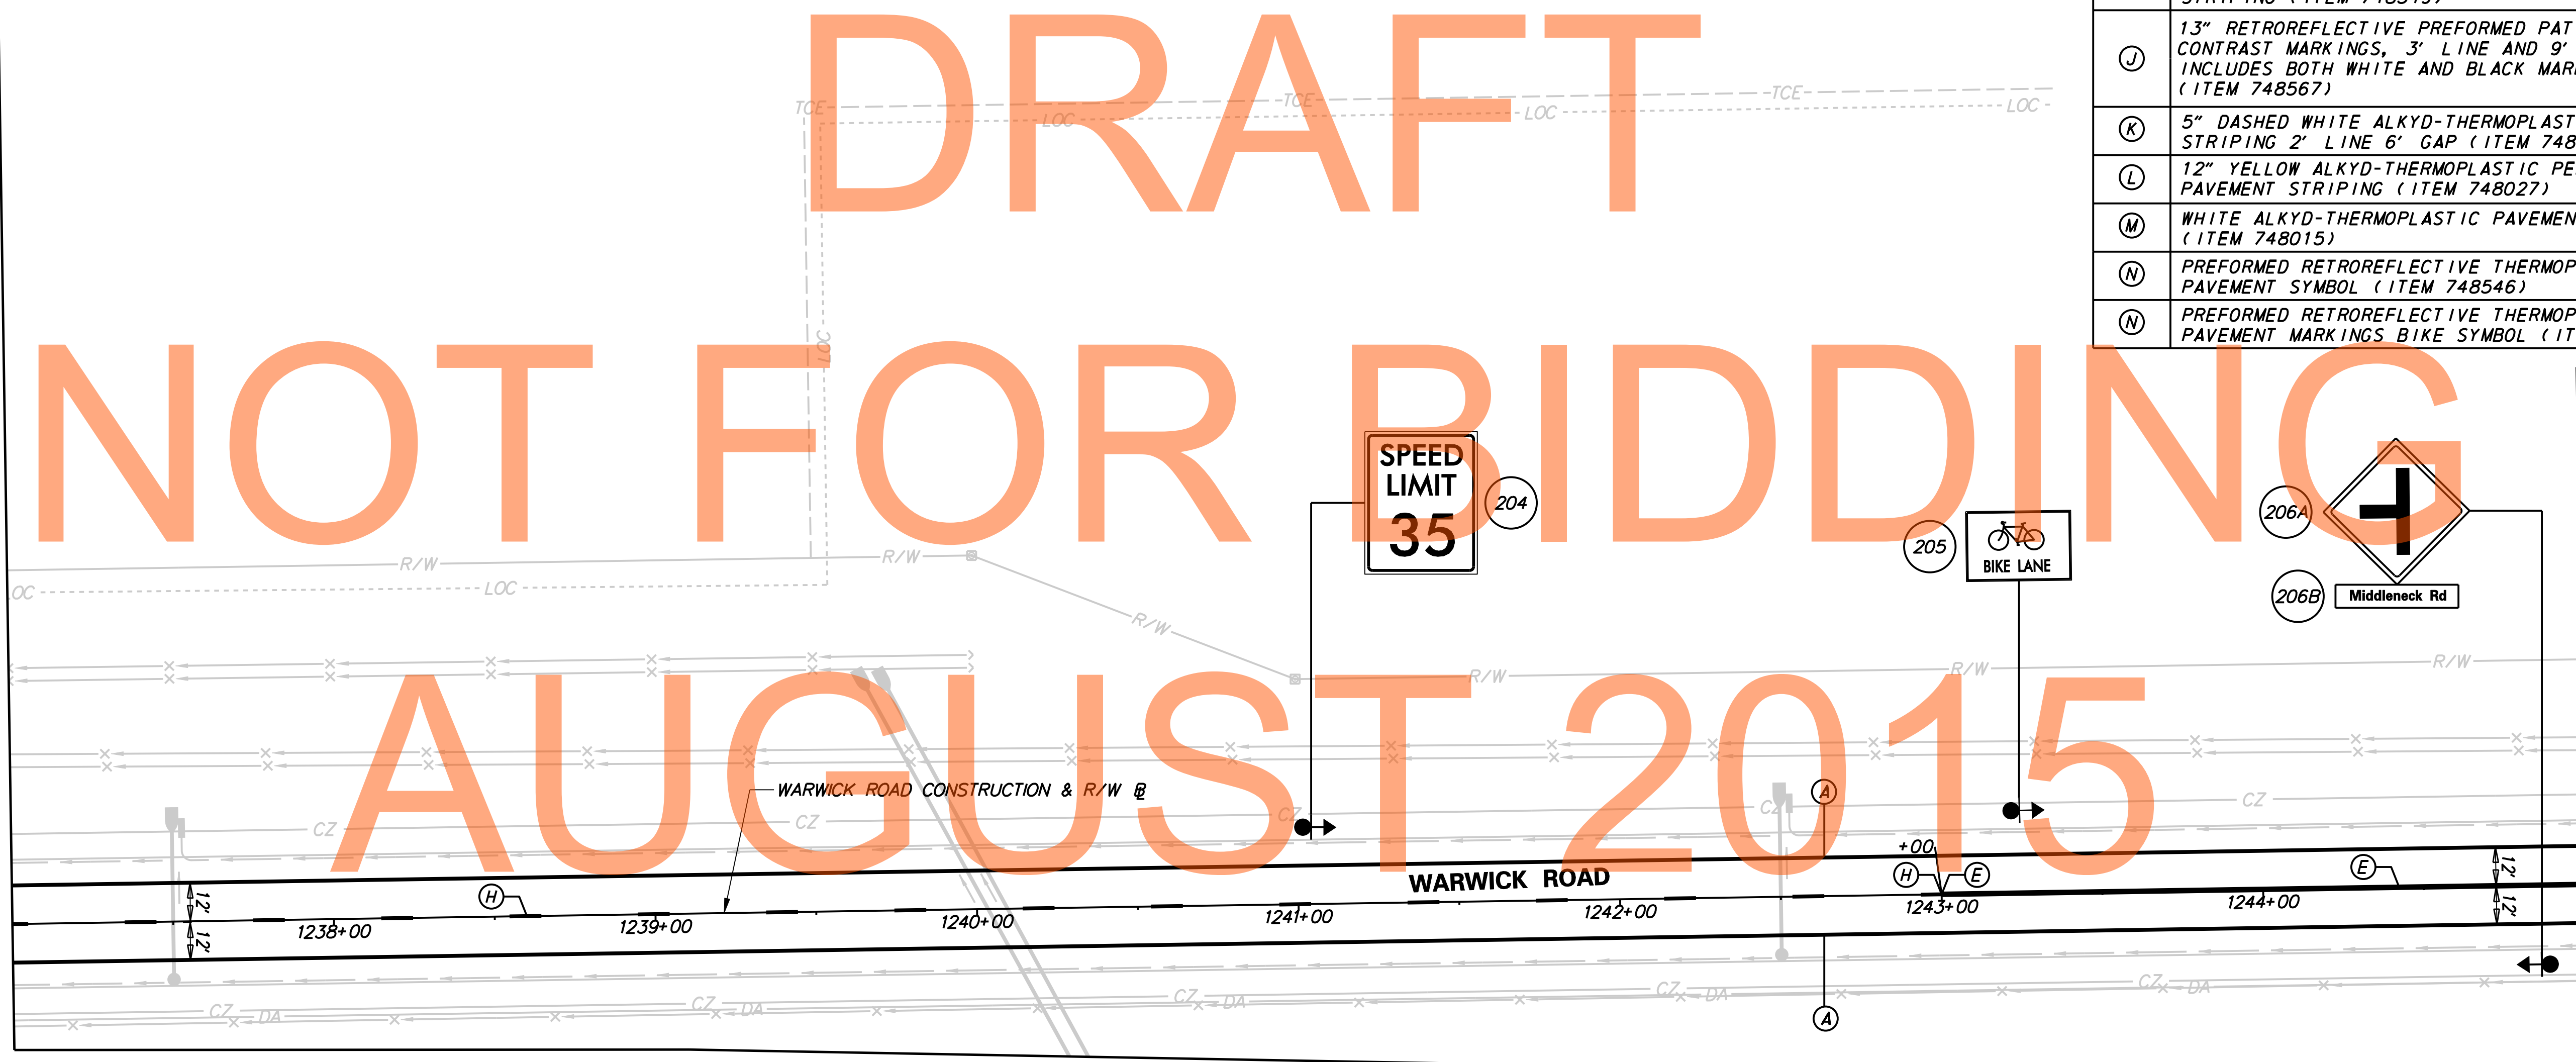 DRAFT
NOT FOR BIDDING
AUGUST 2015
J
13" RETROREFLECTIVE PREFORMED PAT
CONTRAST MARKINGS, 3' LINE AND 9'
INCLUDES BOTH WHITE AND BLACK MAR
(ITEM 748567)
K
5" DASHED WHITE ALKYD-THERMOPLAST
STRIPING 2' LINE 6' GAP (ITEM 748
L
12" YELLOW ALKYD-THERMOPLASTIC PE
PAVEMENT STRIPING (ITEM 748027)
M
WHITE ALKYD-THERMOPLASTIC PAVEMEN
(ITEM 748015)
N
PREFORMED RETROREFLECTIVE THERMOP
PAVEMENT SYMBOL (ITEM 748546)
N
PREFORMED RETROREFLECTIVE THERMOP
PAVEMENT MARKINGS BIKE SYMBOL (IT
TCE TCE TCE
LOC LOC LOC
LOC
SPEED
LIMIT
35
204
205
BIKE LANE
206A
206B
Middleneck Rd
R/W R/W
OC LOC
R/W
R/W R/W R/W
WARWICK ROAD CONSTRUCTION & R/W BL
CZ CZ CZ CZ CZ
A
+00
WARWICK ROAD
H E E
12' 12'
H
12' 12'
1238+00 1239+00 1240+00 1241+00 1242+00 1243+00 1244+00
CZ DA CZ DA CZ DA CZ DA CZ DA
A